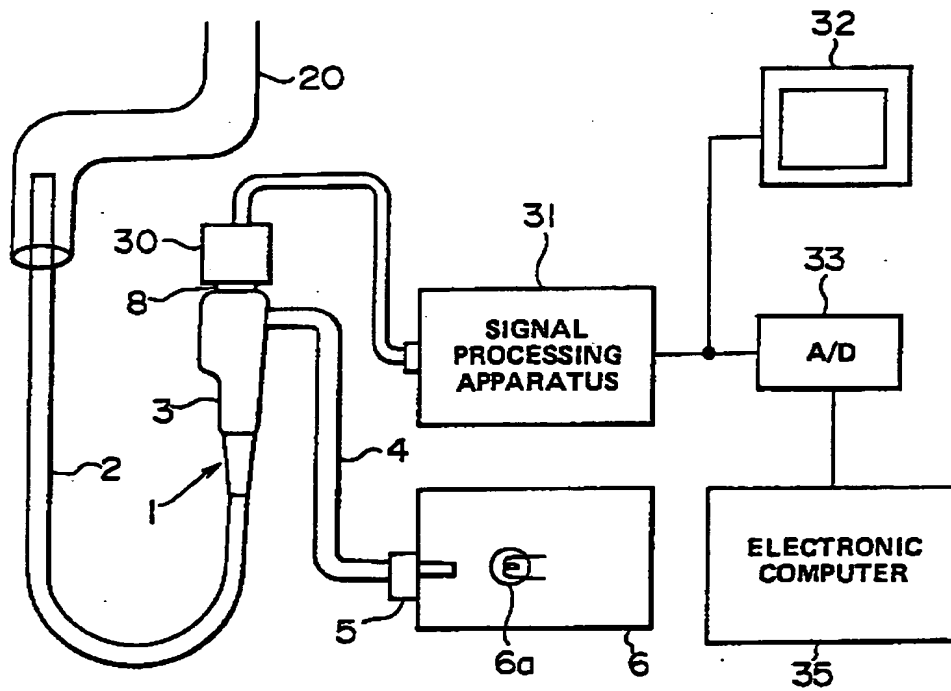 32
20
31
30
33
8
SIGNAL
PROCESSING
APPARATUS
A/D
3
4
2
1
ELECTRONIC
COMPUTER
5
6a
6
35